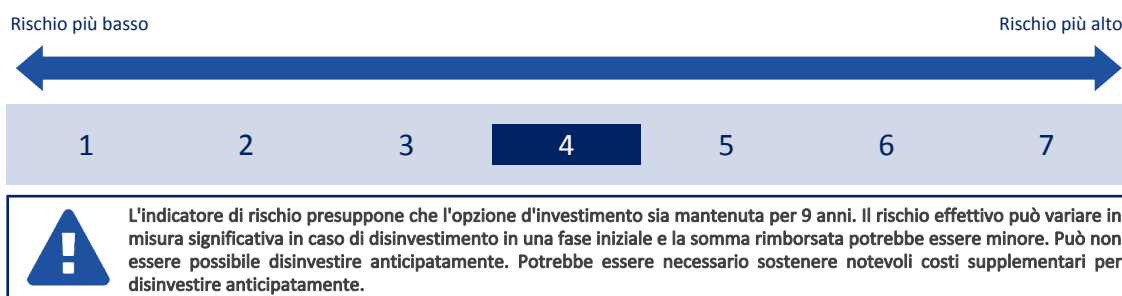 Rischio più basso Rischio più alto
1 2 3 4 5 6 7
L'indicatore di rischio presuppone che l'opzione d'investimento sia mantenuta per 9 anni. Il rischio effettivo può variare in
misura significativa in caso di disinvestimento in una fase iniziale e la somma rimborsata potrebbe essere minore. Può non
essere possibile disinvestire anticipatamente. Potrebbe essere necessario sostenere notevoli costi supplementari per
disinvestire anticipatamente.